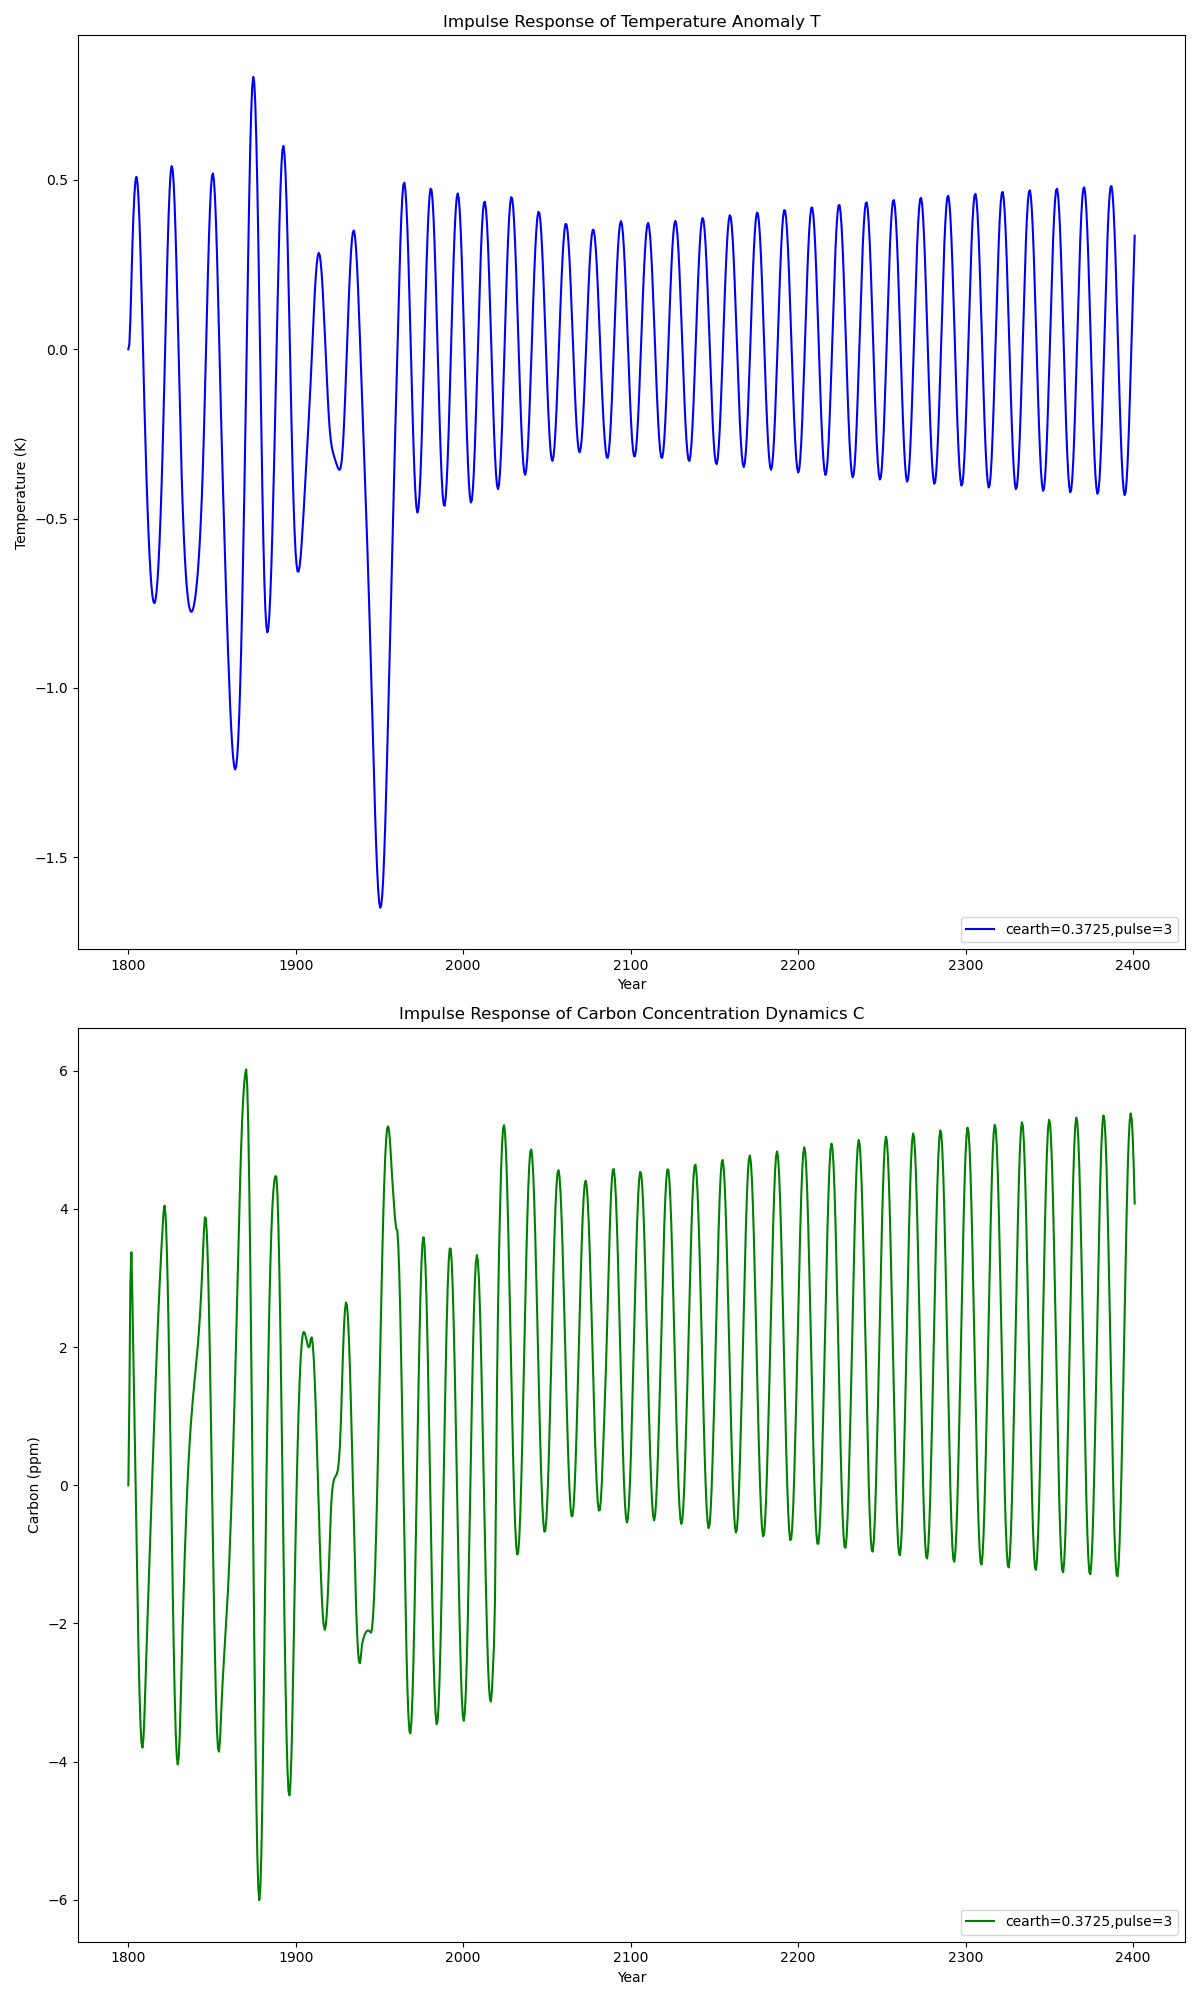 Impulse Response of Temperature Anomaly T
Temperature (K)
0.5
0.0
−0.5
−1.0
−1.5
cearth=0.3725,pulse=3
1800 1900 2000 2100 2200 2300 2400
Year
Impulse Response of Carbon Concentration Dynamics C
Carbon (ppm)
6
4
2
0
−2
−4
−6
cearth=0.3725,pulse=3
1800 1900 2000 2100 2200 2300 2400
Year